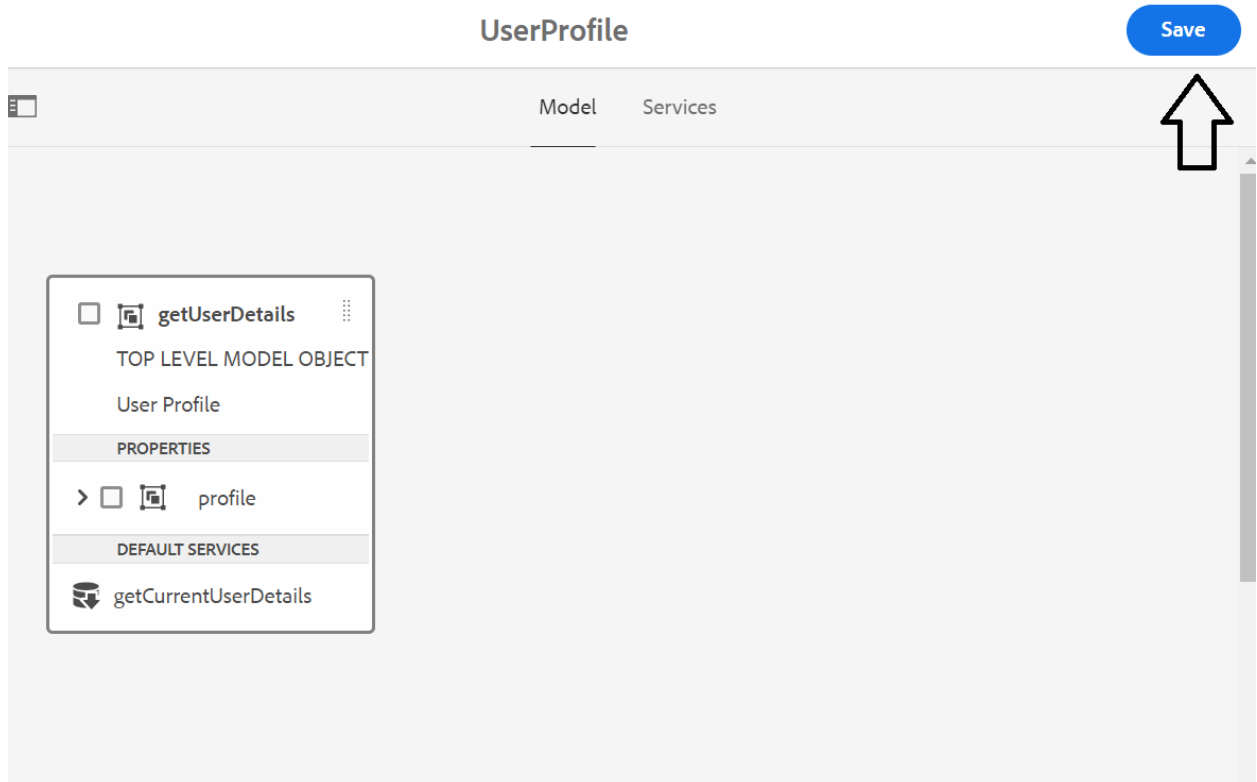 UserProfile
Save
Model Services
getUserDetails
TOP LEVEL MODEL OBJECT
User Profile
PROPERTIES
profile
DEFAULT SERVICES
getCurrentUserDetails